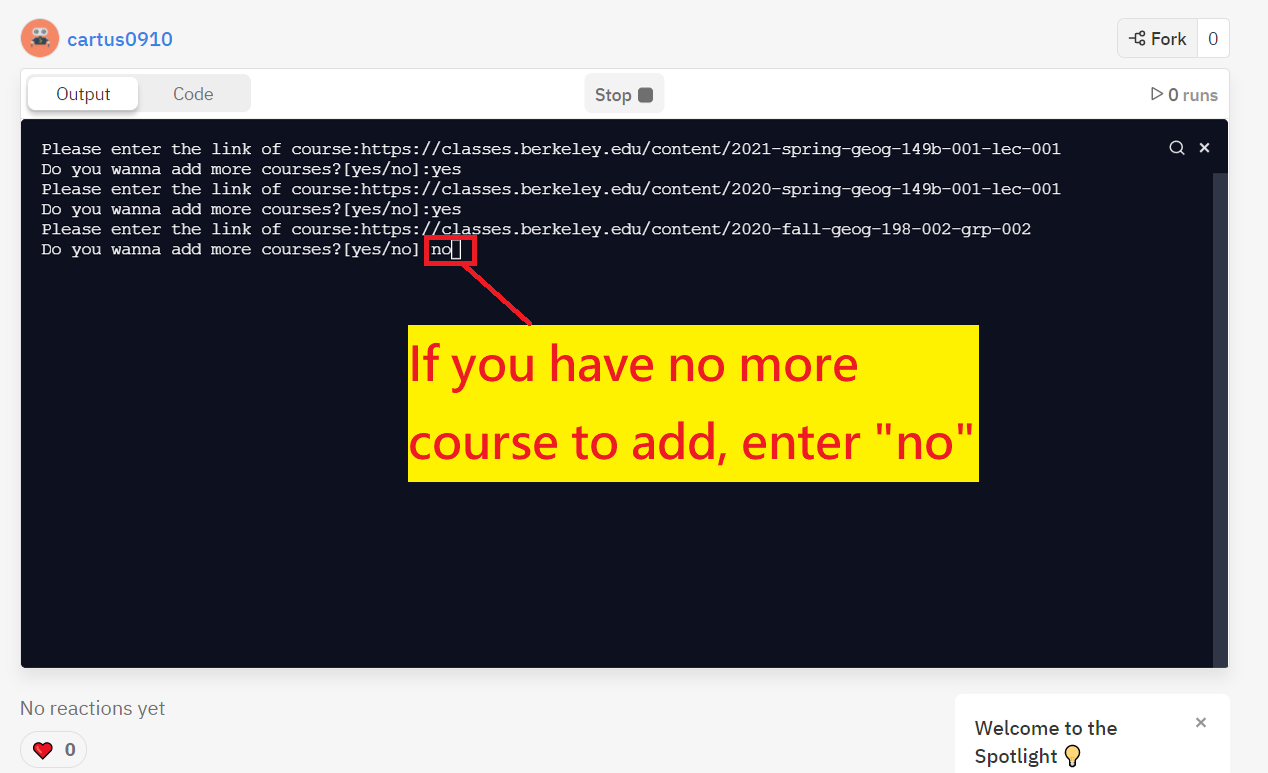 cartus0910
Fork 0
Output Code Stop 0 runs
Please enter the link of course:https://classes.berkeley.edu/content/2021-spring-geog-149b-001-lec-001
Do you wanna add more courses?[yes/no]:yes
Please enter the link of course:https://classes.berkeley.edu/content/2020-spring-geog-149b-001-lec-001
Do you wanna add more courses?[yes/no]:yes
Please enter the link of course:https://classes.berkeley.edu/content/2020-fall-geog-198-002-grp-002
Do you wanna add more courses?[yes/no] no
If you have no more
course to add, enter "no"
No reactions yet
0
Welcome to the
Spotlight